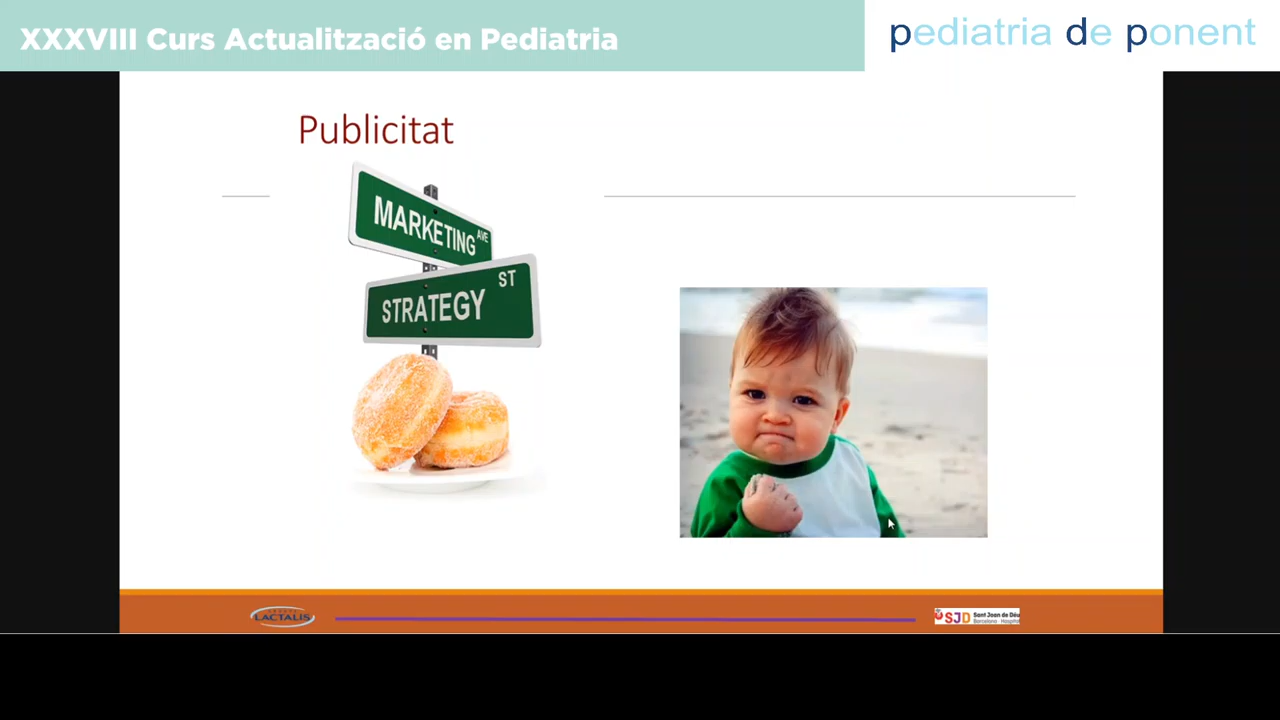 XXXVIII Curs Actualització en Pediatria
pediatria de ponent
Publicitat
MARKETING AVE
STRATEGY ST
LACTALIS
SJD Sant Joan de Déu
Barcelona · Hospital